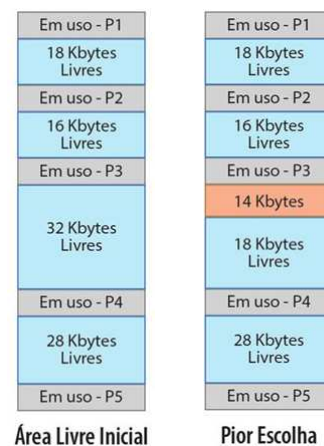 Em uso - P1
18 Kbytes
Livres
Em uso - P2
16 Kbytes
Livres
Em uso - P3
32 Kbytes
Livres
Em uso - P4
28 Kbytes
Livres
Em uso - P5
Área Livre Inicial
Em uso - P1
18 Kbytes
Livres
Em uso - P2
16 Kbytes
Livres
Em uso - P3
14 Kbytes
18 Kbytes
Livres
Em uso - P4
28 Kbytes
Livres
Em uso - P5
Pior Escolha